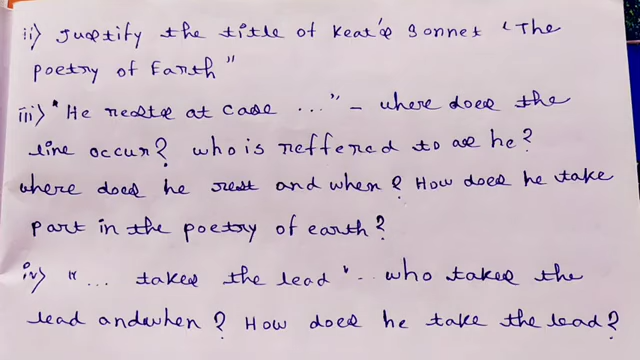 ii) Justify the title of Keat's Sonnet "The
Poetry of Earth"
iii) "He rests at ease ..." - where does the
line occur? who is reffered to as he?
where does he rest and when? How does he take
part in the poetry of earth?
iv) "... takes the lead".. who takes the
lead andwhen? How does he take the lead?